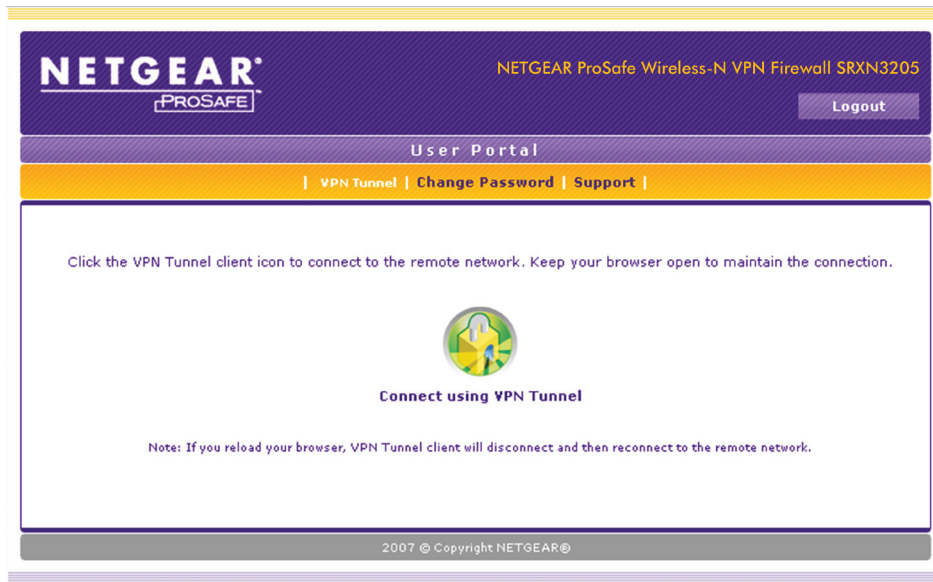 NETGEAR®
PROSAFE™
NETGEAR ProSafe Wireless-N VPN Firewall SRXN3205
Logout
User Portal
| VPN Tunnel | Change Password | Support |
Click the VPN Tunnel client icon to connect to the remote network. Keep your browser open to maintain the connection.
Connect using VPN Tunnel
Note: If you reload your browser, VPN Tunnel client will disconnect and then reconnect to the remote network.
2007 © Copyright NETGEAR®